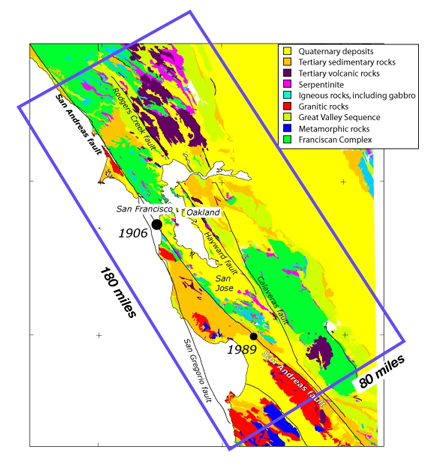 Quaternary deposits
Tertiary sedimentary rocks
Tertiary volcanic rocks
Serpentinite
Igneous rocks, including gabbro
Granitic rocks
Great Valley Sequence
Metamorphic rocks
Franciscan Complex
San Andreas fault
Rodgers Creek fault
San Francisco
Oakland
1906
Hayward fault
180 miles
San
Jose
Calaveras fault
San Gregorio fault
1989
San Andreas fault
80 miles